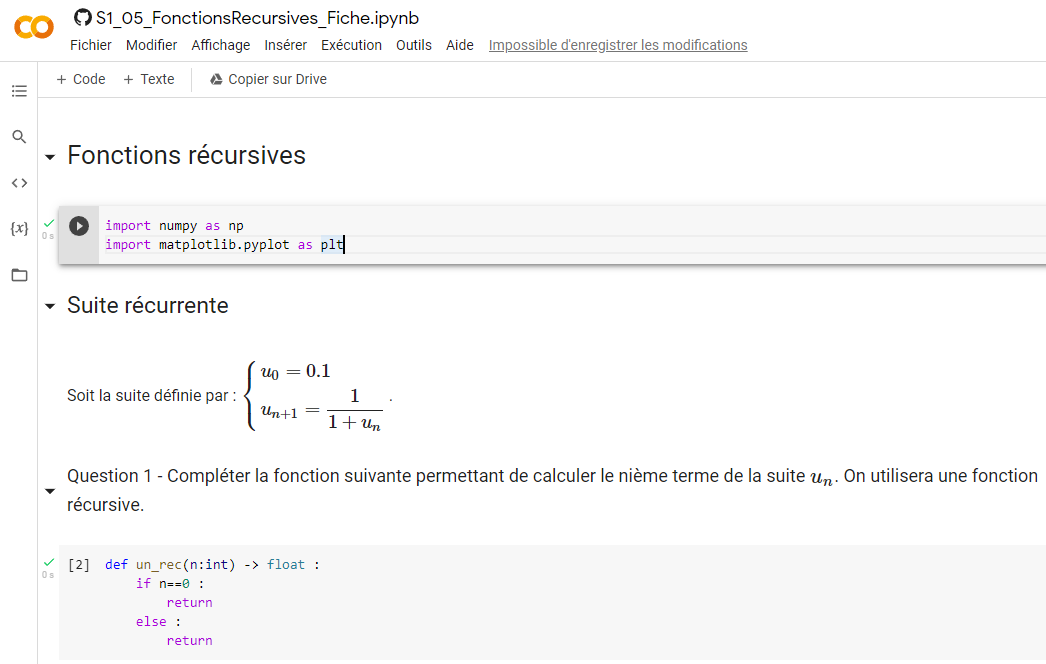 S1_05_FonctionsRecursives_Fiche.ipynb
Fichier Modifier Affichage Insérer Exécution Outils Aide Impossible d'enregistrer les modifications
+ Code + Texte Copier sur Drive
Fonctions récursives
0 s
import numpy as np
import matplotlib.pyplot as plt
{x}
Suite récurrente
Soit la suite définie par : { u_0 = 0.1
u_{n+1} = 1 / (1 + u_n) .
Question 1 - Compléter la fonction suivante permettant de calculer le nième terme de la suite u_n. On utilisera une fonction
récursive.
0 s
[2] def un_rec(n:int) -> float :
if n==0 :
return
else :
return